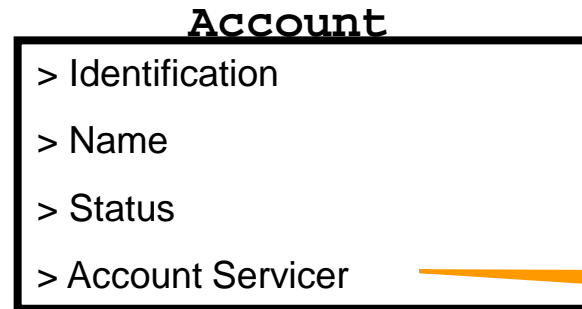 Account
> Identification
> Name
> Status
> Account Servicer